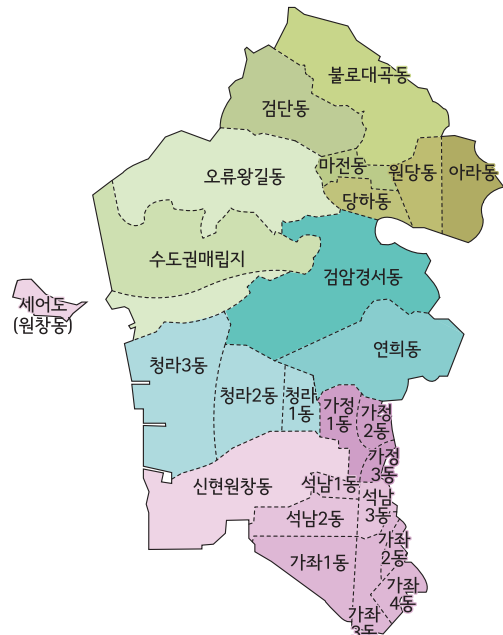 불로대곡동
검단동
마전동
원당동
아라동
오류왕길동
당하동
수도권매립지
검암경서동
세어도
(원창동)
연희동
청라3동
청라2동
청라
1동
가정
1동
가정
2동
가정
3동
신현원창동
석남1동
석남
3동
석남2동
가좌
2동
가좌1동
가좌
4동
가좌
3동